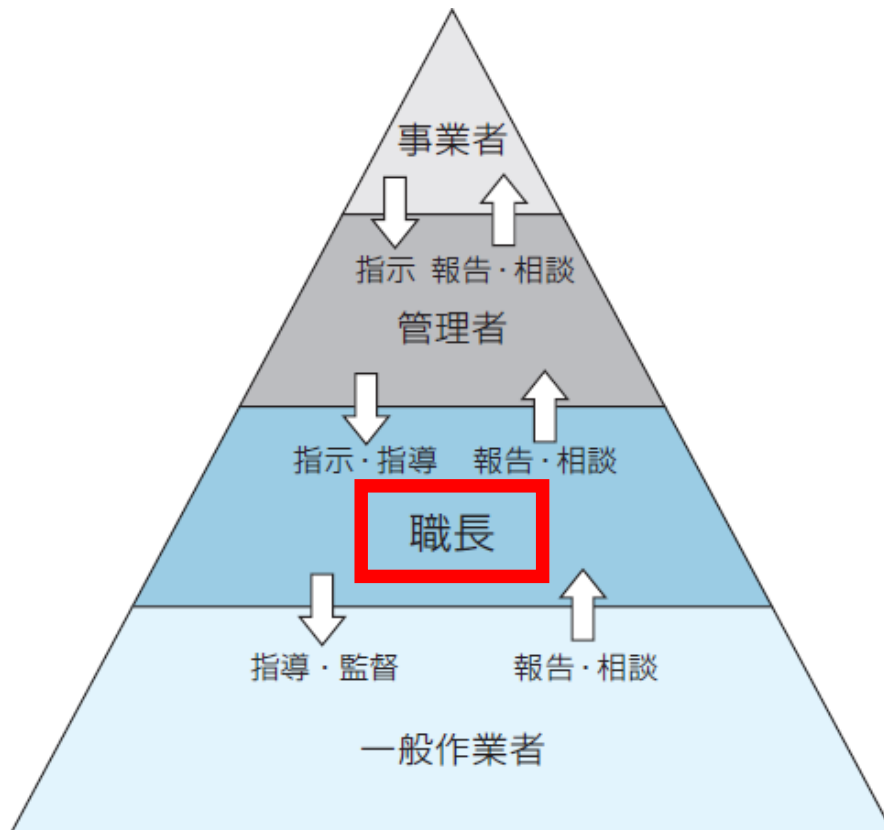 事業者
指示 報告・相談
管理者
指示・指導 報告・相談
職長
指導・監督 報告・相談
一般作業者